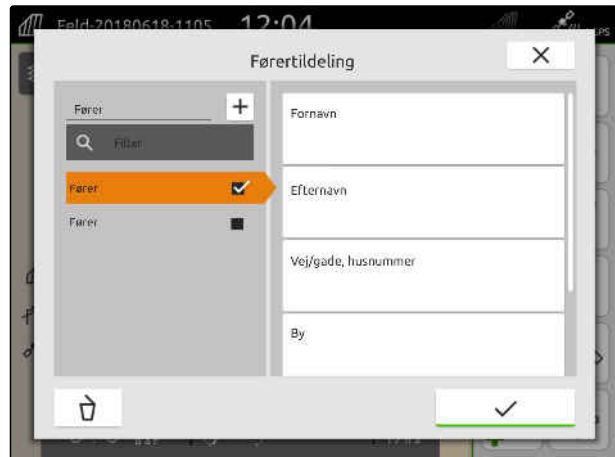 Feld-20180618-1105 12:04
Førertildeling
Fører
Filter
Fører
Fører
Fornavn
Efternavn
Vej/gade, husnummer
By